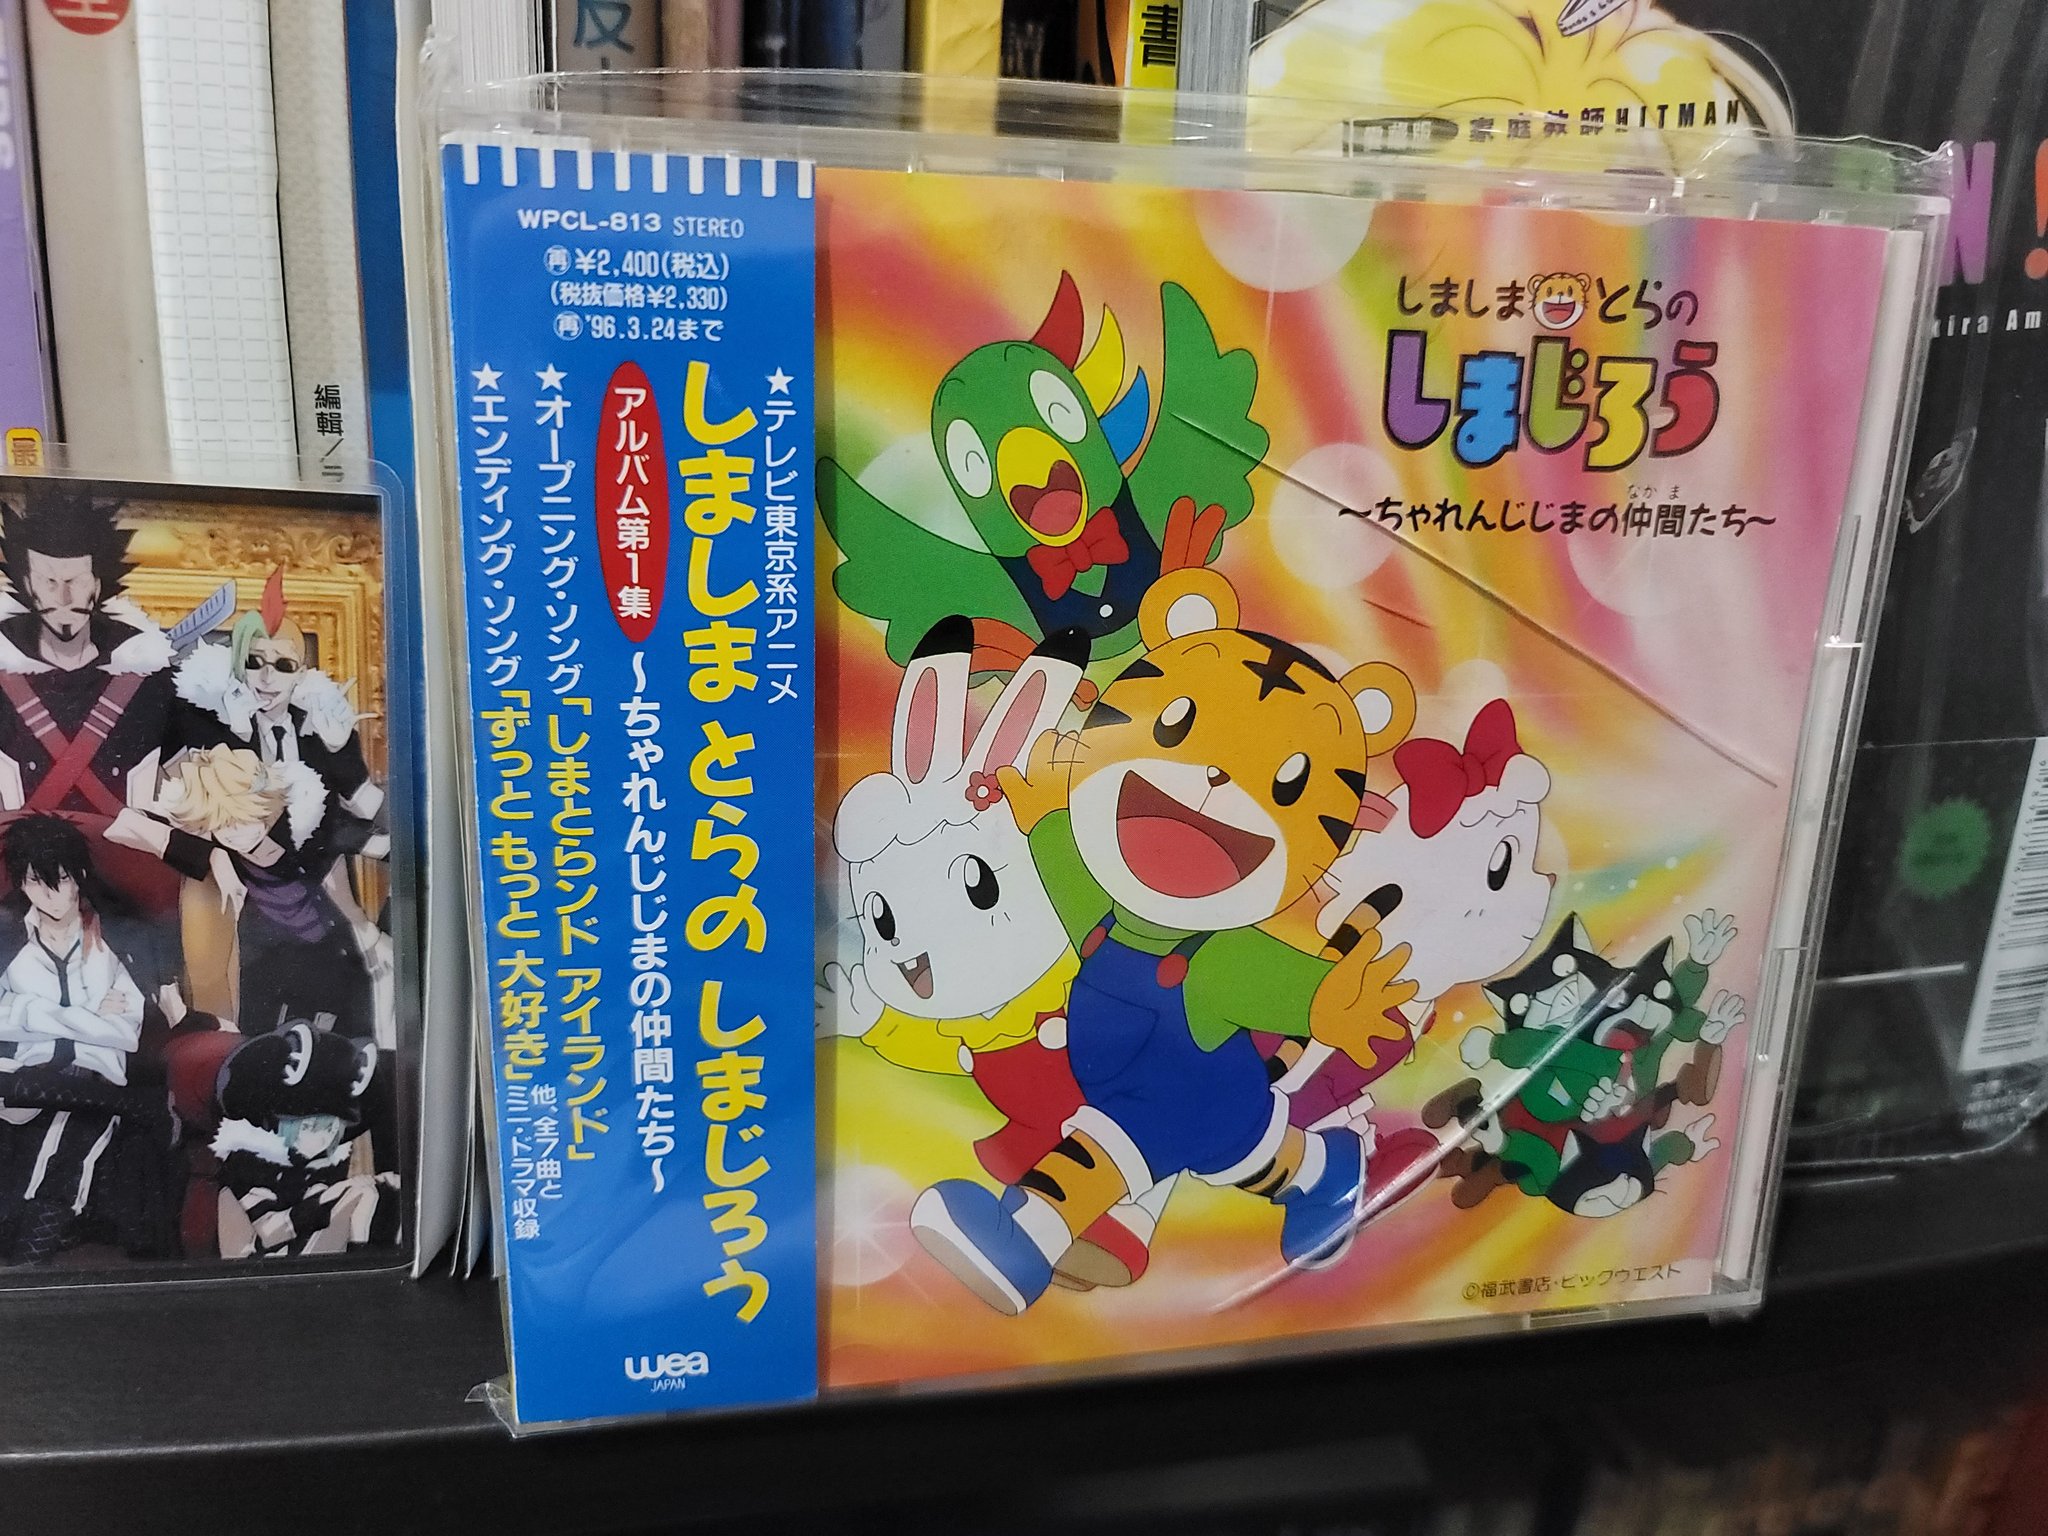 WPCL-813 STEREO
再¥2,400(税込)
(税抜価格¥2,330)
再'96.3.24まで
★テレビ東京系アニメ
しましまとらのしまじろう
アルバム第1集
〜ちゃれんじじまの仲間たち〜
★オープニング・ソング「しまとらンド アイランド」
★エンディング・ソング「ずっと もっと 大好き」
他、全7曲と
ミニ・ドラマ収録
wea
JAPAN
しましまとらの
しまじろう
なかま
〜ちゃれんじじまの仲間たち〜
©福武書店・ビックウエスト
家庭教師HITMAN
N!
kira Am
編輯/
書
反
最